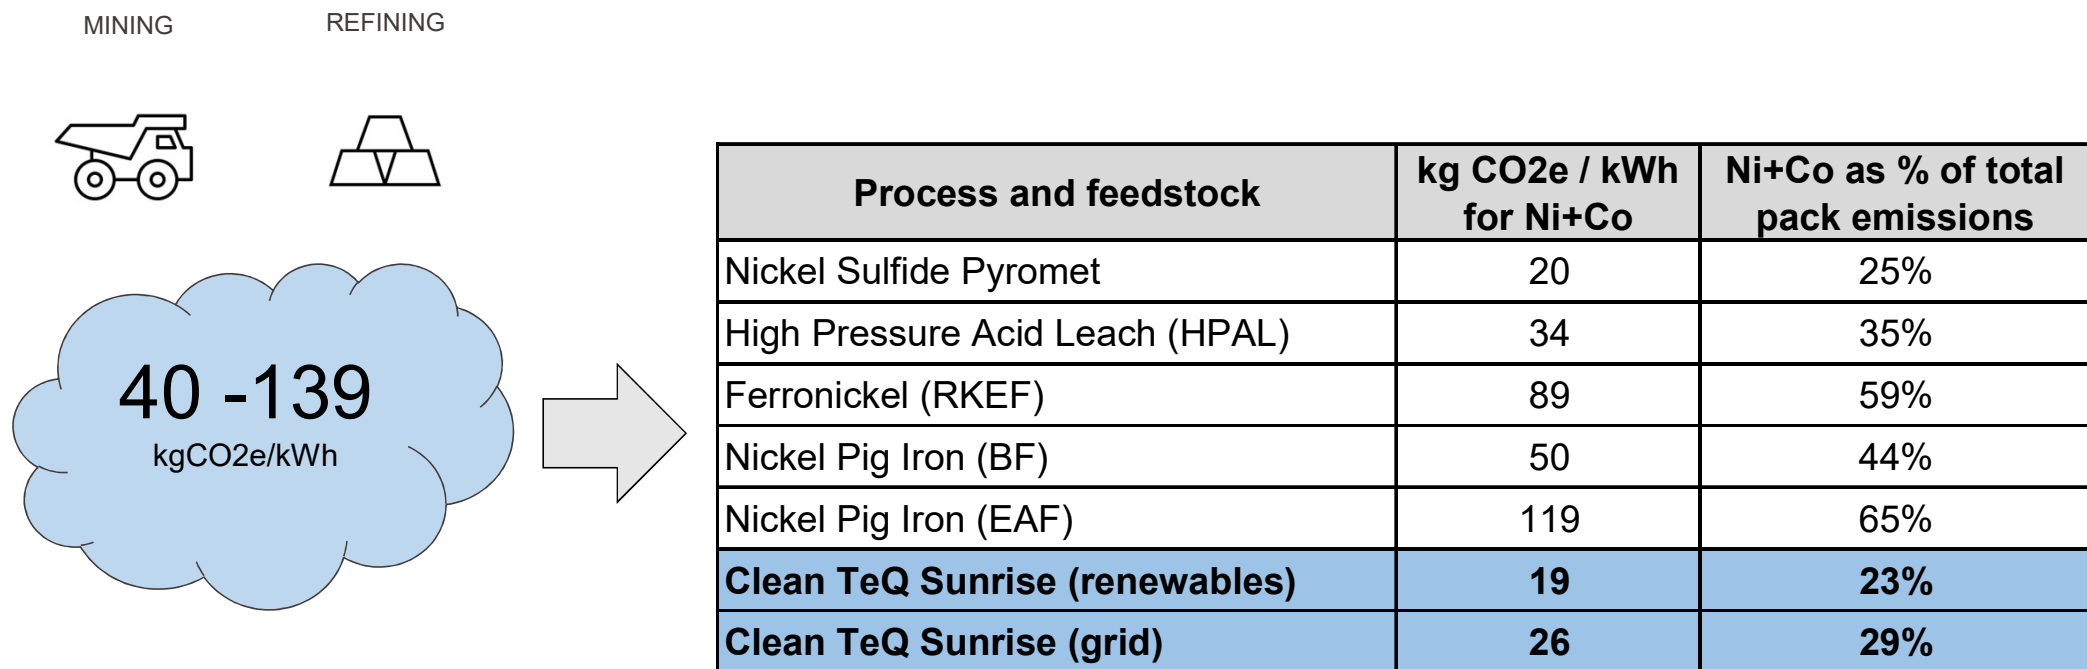 MINING
REFINING
40 -139
kgCO2e/kWh
Process and feedstock
kg CO2e / kWh
for Ni+Co
Ni+Co as % of total
pack emissions
Nickel Sulfide Pyromet 20 25%
High Pressure Acid Leach (HPAL) 34 35%
Ferronickel (RKEF) 89 59%
Nickel Pig Iron (BF) 50 44%
Nickel Pig Iron (EAF) 119 65%
Clean TeQ Sunrise (renewables) 19 23%
Clean TeQ Sunrise (grid) 26 29%